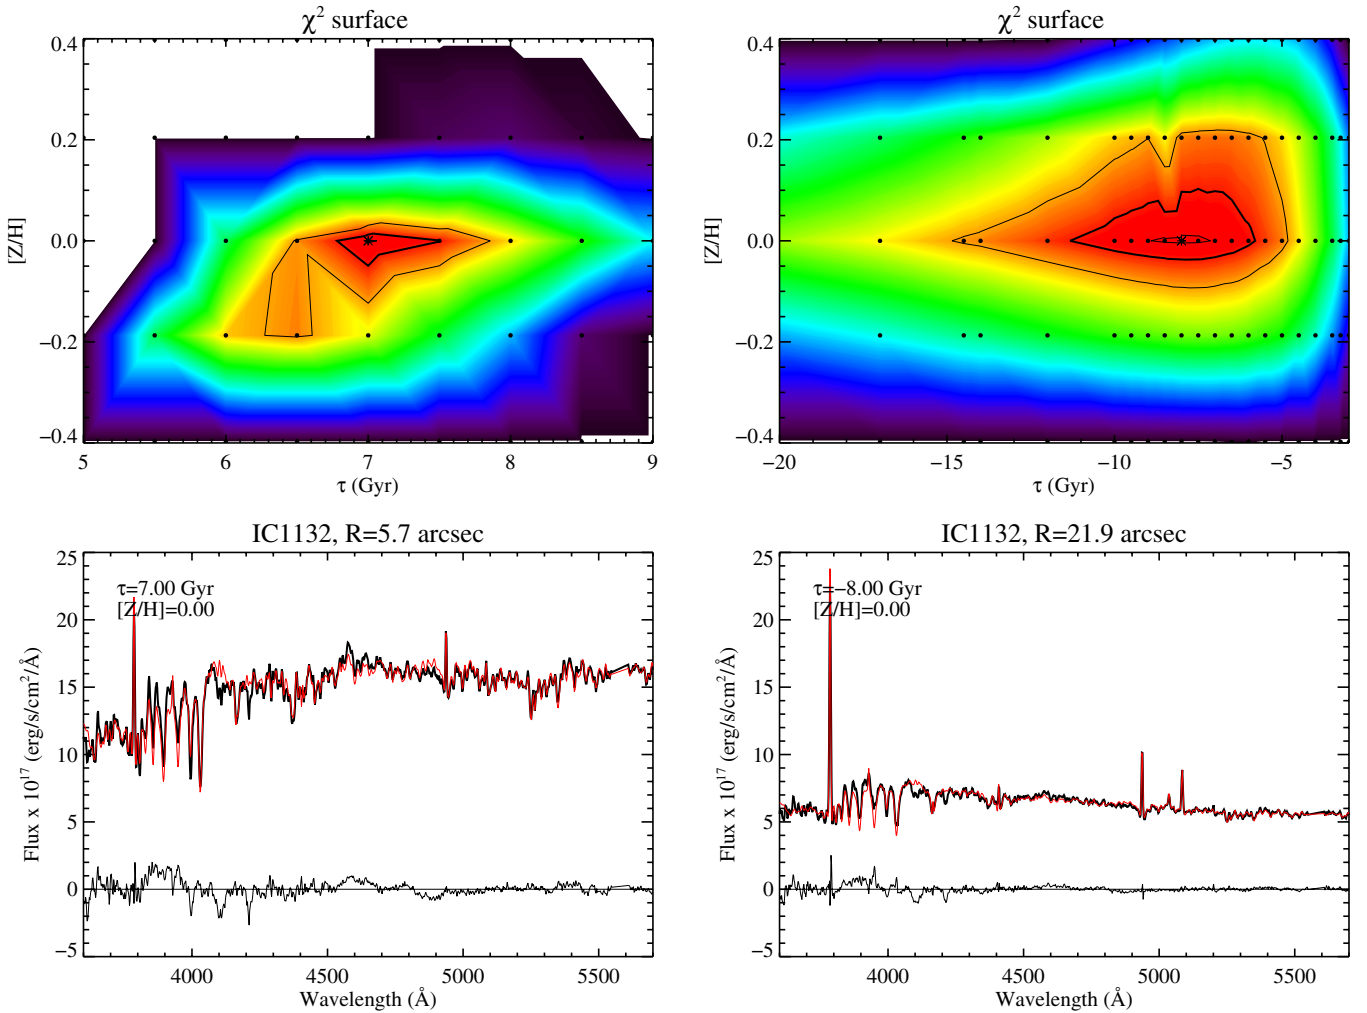 χ² surface
0.4
0.2
0.0
−0.2
−0.4
[Z/H]
5
6
7
8
9
τ (Gyr)
χ² surface
0.4
0.2
0.0
−0.2
−0.4
[Z/H]
−20
−15
−10
−5
τ (Gyr)
IC1132, R=5.7 arcsec
25
20
15
10
5
0
−5
Flux x 10¹⁷ (erg/s/cm²/Å)
τ=7.00 Gyr
[Z/H]=0.00
4000
4500
5000
5500
Wavelength (Å)
IC1132, R=21.9 arcsec
25
20
15
10
5
0
−5
Flux x 10¹⁷ (erg/s/cm²/Å)
τ=−8.00 Gyr
[Z/H]=0.00
4000
4500
5000
5500
Wavelength (Å)